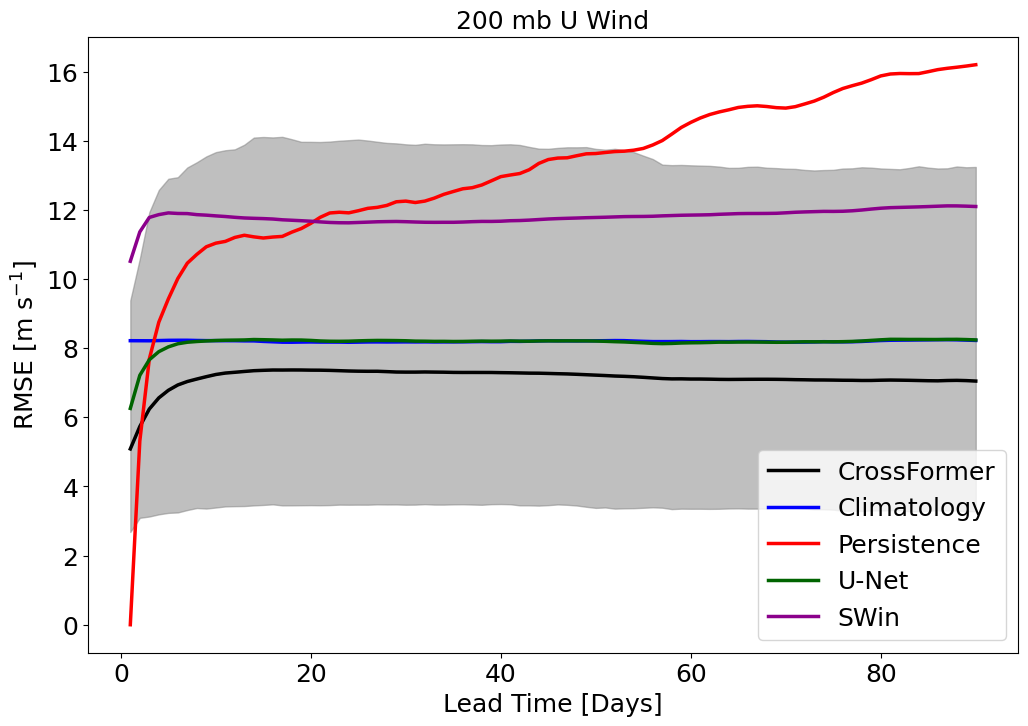 200 mb U Wind
RMSE [m s⁻¹]
16
14
12
10
8
6
4
2
0
0 20 40 60 80
Lead Time [Days]
CrossFormer
Climatology
Persistence
U-Net
SWin